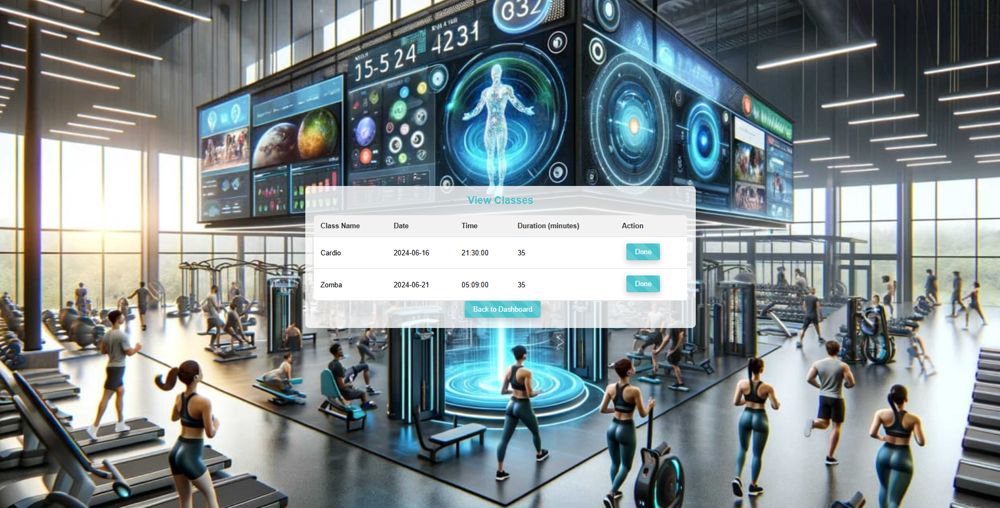 032
4231
15-5 24
View Classes
Class Name Date Time Duration (minutes) Action
Cardio 2024-06-16 21:30:00 35 Done
Zomba 2024-06-21 05:09:00 35 Done
Back to Dashboard